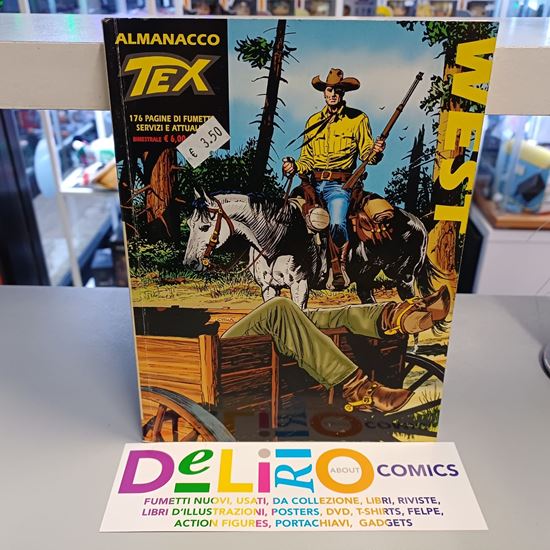 ALMANACCO
TEX
WEST
176 PAGINE DI FUMETTI
SERVIZI E ATTUAL
BIMESTRALE € 6,0
€ 3,50
DeLiRiO
ABOUT
COMICS
FUMETTI NUOVI, USATI, DA COLLEZIONE, LIBRI, RIVISTE,
LIBRI D'ILLUSTRAZIONI, POSTERS, DVD, T-SHIRTS, FELPE,
ACTION FIGURES, PORTACHIAVI, GADGETS